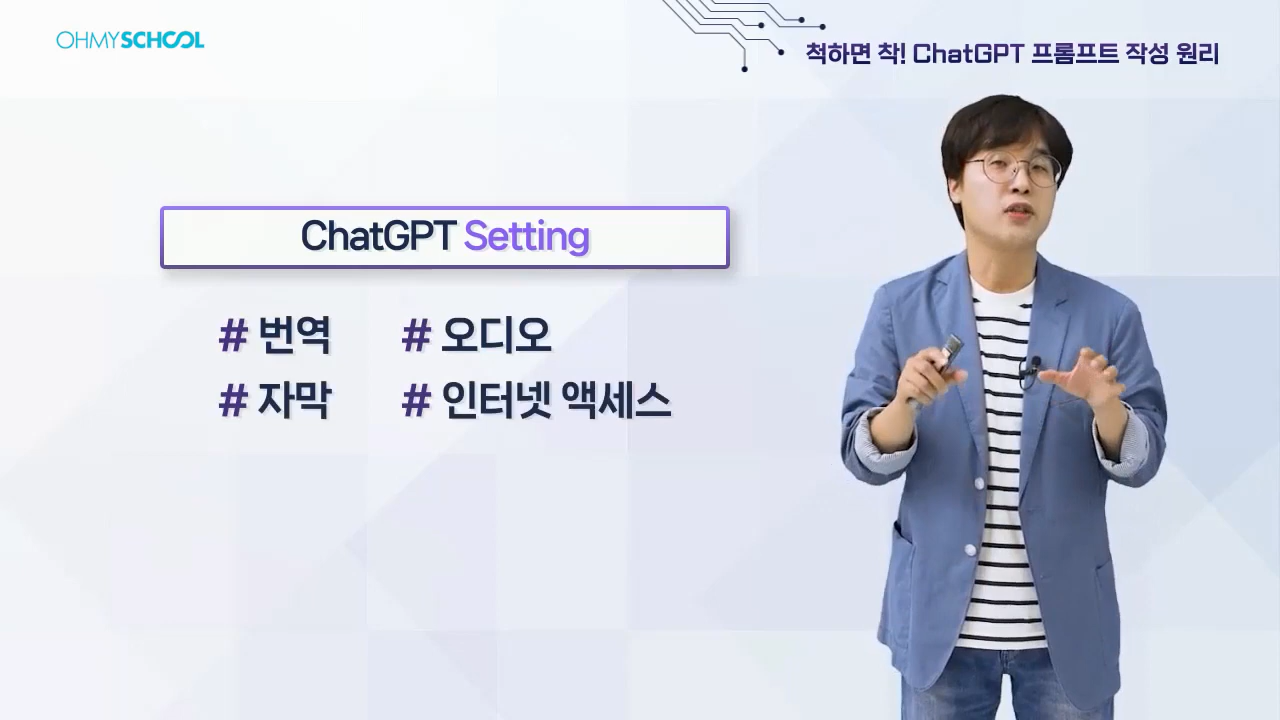 OHMYSCHOOL
척하면 착! ChatGPT 프롬프트 작성 원리
ChatGPT Setting
# 번역 # 오디오
# 자막 # 인터넷 액세스